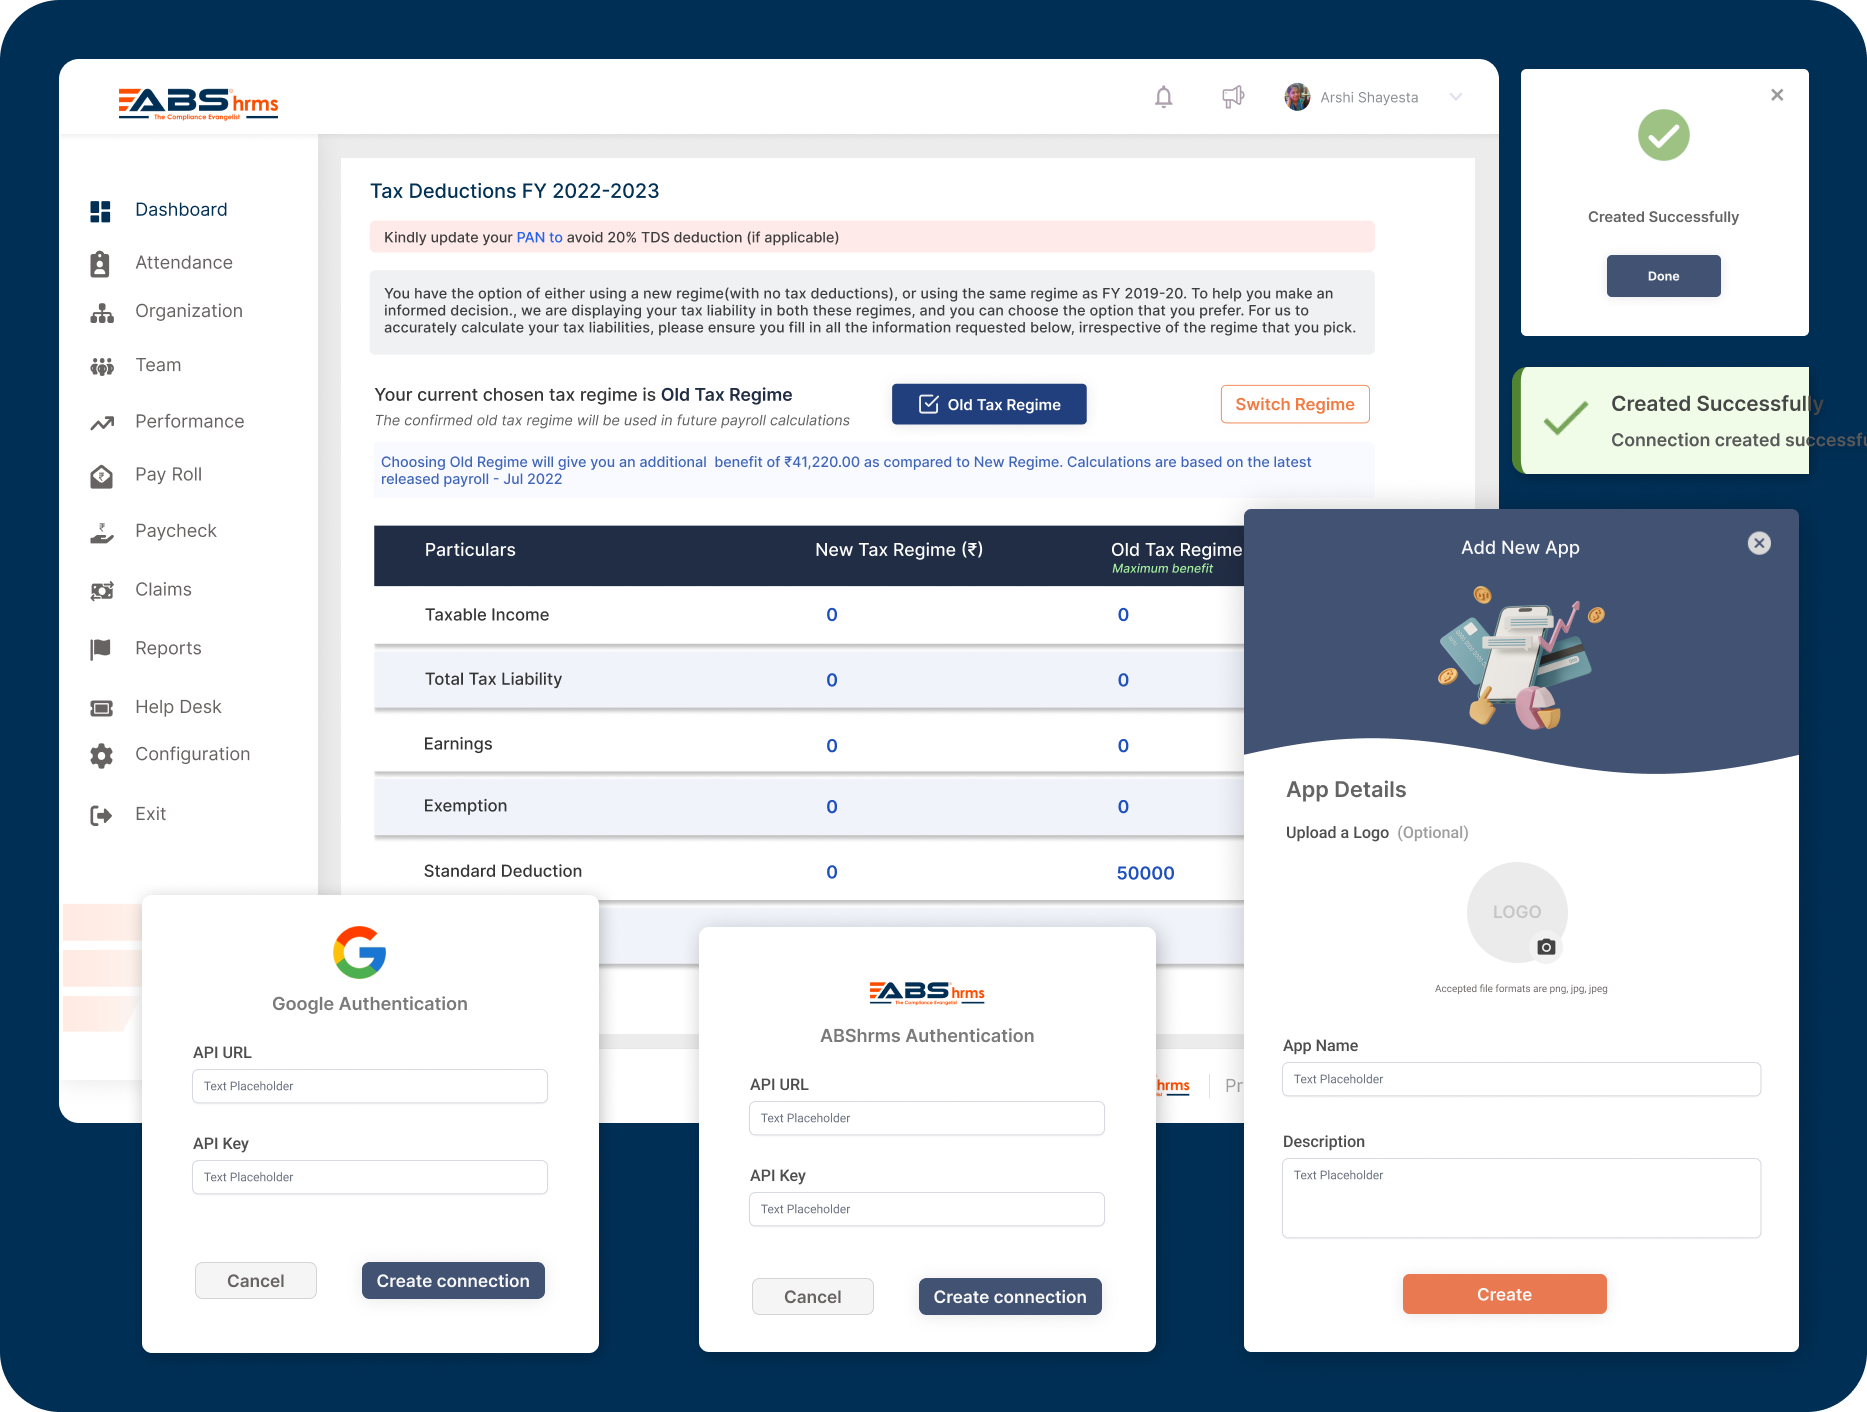 ABS hrms
The Compliance Evangelist
Arshi Shayesta
Dashboard
Attendance
Organization
Team
Performance
Pay Roll
Paycheck
Claims
Reports
Help Desk
Configuration
Exit
Tax Deductions FY 2022-2023
Kindly update your PAN to avoid 20% TDS deduction (if applicable)
You have the option of either using a new regime(with no tax deductions), or using the same regime as FY 2019-20. To help you make an
informed decision., we are displaying your tax liability in both these regimes, and you can choose the option that you prefer. For us to
accurately calculate your tax liabilities, please ensure you fill in all the information requested below, irrespective of the regime that you pick.
Your current chosen tax regime is Old Tax Regime
The confirmed old tax regime will be used in future payroll calculations
Old Tax Regime
Switch Regime
Choosing Old Regime will give you an additional benefit of ₹41,220.00 as compared to New Regime. Calculations are based on the latest
released payroll - Jul 2022
Particulars New Tax Regime (₹) Old Tax Regime
Maximum benefit
Taxable Income 0 0
Total Tax Liability 0 0
Earnings 0 0
Exemption 0 0
Standard Deduction 0 50000
hrms
Pr
Created Successfully
Done
Created Successfully
Connection created successfu
Google Authentication
API URL
Text Placeholder
API Key
Text Placeholder
Cancel
Create connection
ABS hrms
The Compliance Evangelist
ABShrms Authentication
API URL
Text Placeholder
API Key
Text Placeholder
Cancel
Create connection
Add New App
App Details
Upload a Logo (Optional)
LOGO
Accepted file formats are png, jpg, jpeg
App Name
Text Placeholder
Description
Text Placeholder
Create